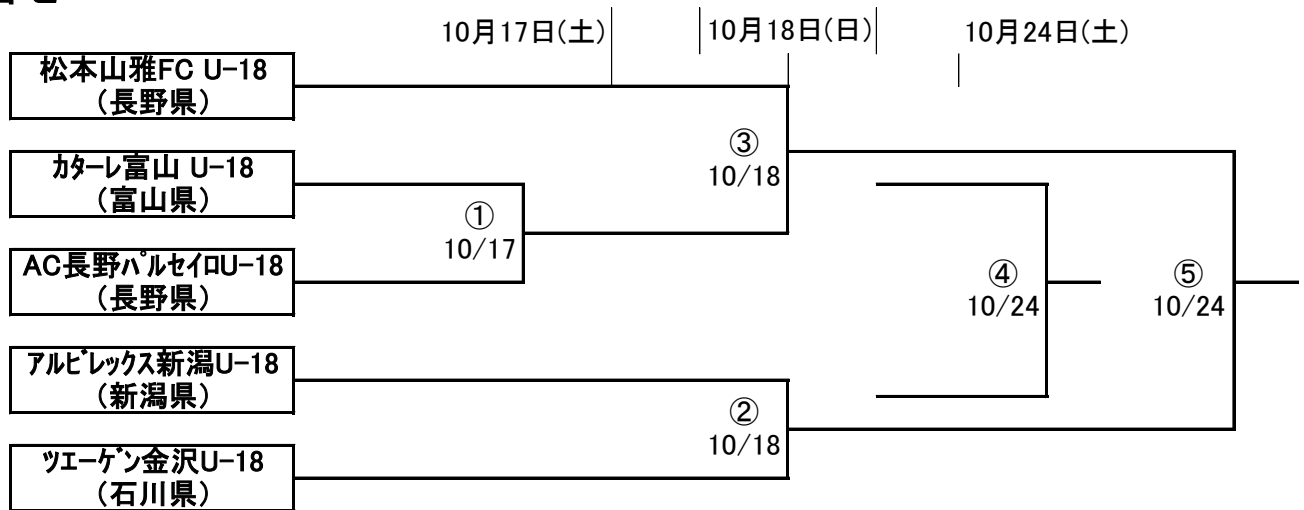 10月17日(土)
10月18日(日)
10月24日(土)
松本山雅FC U-18
(長野県)
ｶﾀｰﾚ富山 U-18
(富山県)
AC長野ﾊﾟﾙｾｲﾛU-18
(長野県)
ｱﾙﾋﾞﾚｯｸｽ新潟U-18
(新潟県)
ﾂｴｰｹﾞﾝ金沢U-18
(石川県)
①
10/17
③
10/18
②
10/18
④
10/24
⑤
10/24